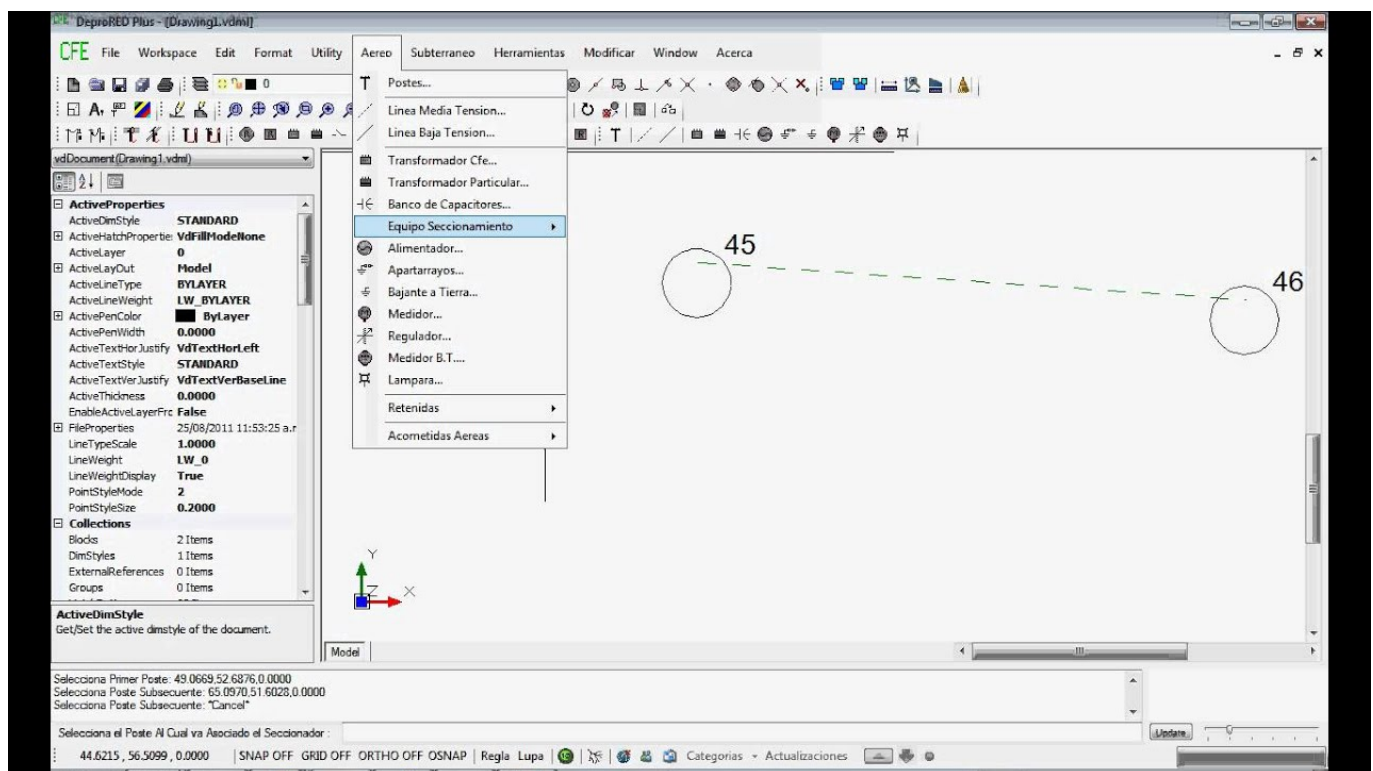 CFE DeproRED Plus - [Drawing1.vdml]
CFE File Workspace Edit Format Utility Aereo Subterraneo Herramientas Modificar Window Acerca
0
Postes...
Linea Media Tension...
Linea Baja Tension...
Transformador Cfe...
Transformador Particular...
Banco de Capacitores...
Equipo Seccionamiento
Alimentador...
Apartarrayos...
Bajante a Tierra...
Medidor...
Regulador...
Medidor B.T....
Lampara...
Retenidas
Acometidas Aereas
vdDocument(Drawing1.vdml)
ActiveProperties
ActiveDimStyle STANDARD
ActiveHatchPropertie: VdFillModeNone
ActiveLayer 0
ActiveLayOut Model
ActiveLineType BYLAYER
ActiveLineWeight LW_BYLAYER
ActivePenColor ByLayer
ActivePenWidth 0.0000
ActiveTextHorJustify VdTextHorLeft
ActiveTextStyle STANDARD
ActiveTextVerJustify VdTextVerBaseLine
ActiveThickness 0.0000
EnableActiveLayerFrc False
FileProperties 25/08/2011 11:53:25 a.r
LineTypeScale 1.0000
LineWeight LW_0
LineWeightDisplay True
PointStyleMode 2
PointStyleSize 0.2000
Collections
Blocks 2 Items
DimStyles 1 Items
ExternalReferences 0 Items
Groups 0 Items
ActiveDimStyle
Get/Set the active dimstyle of the document.
45
46
Y
Z X
Model
Selecciona Primer Poste: 49.0669,52.6876,0.0000
Selecciona Poste Subsecuente: 65.0970,51.6028,0.0000
Selecciona Poste Subsecuente: *Cancel*
Selecciona el Poste Al Cual va Asociado el Seccionador :
Update
44.6215 , 56.5099 , 0.0000 SNAP OFF GRID OFF ORTHO OFF OSNAP Regla Lupa Categorias Actualizaciones